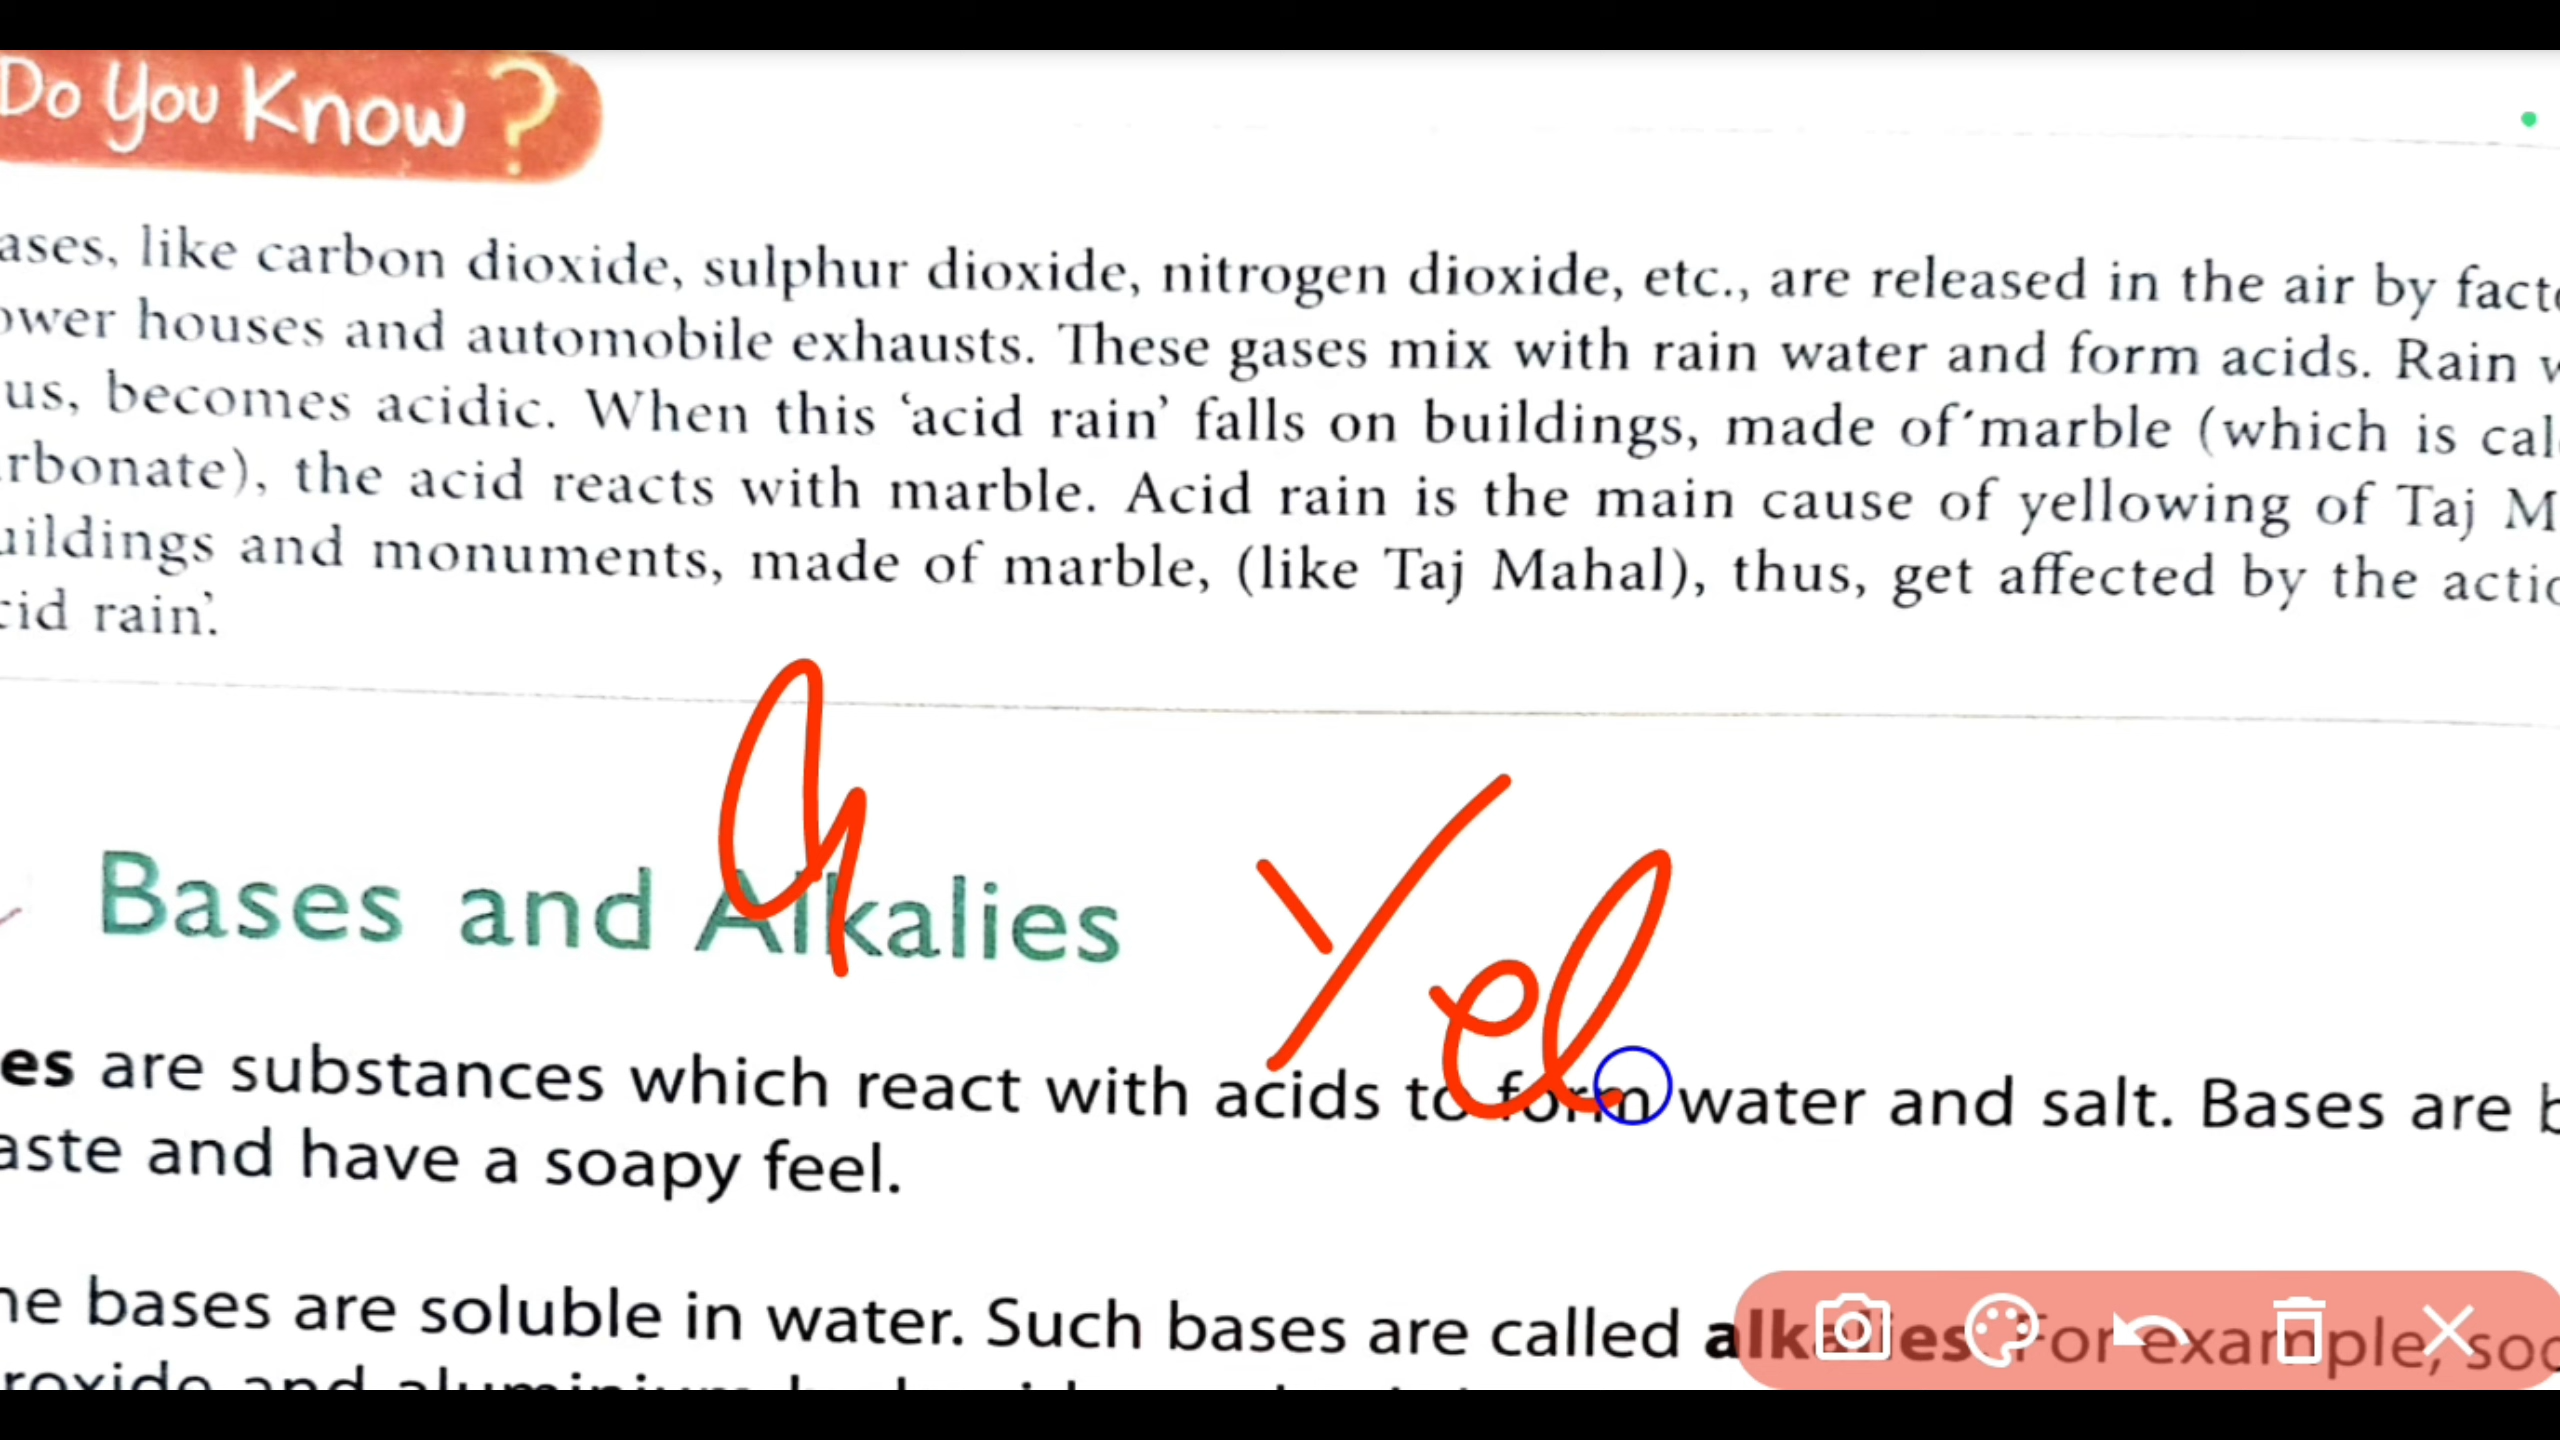 Do You Know ?
ases, like carbon dioxide, sulphur dioxide, nitrogen dioxide, etc., are released in the air by fact
ower houses and automobile exhausts. These gases mix with rain water and form acids. Rain w
us, becomes acidic. When this ‘acid rain’ falls on buildings, made of marble (which is cal
rbonate), the acid reacts with marble. Acid rain is the main cause of yellowing of Taj M
uildings and monuments, made of marble, (like Taj Mahal), thus, get affected by the actio
cid rain’.
Bases and Alkalies
Yel
es are substances which react with acids to form water and salt. Bases are b
aste and have a soapy feel.
ne bases are soluble in water. Such bases are called alkalies. For example, soc